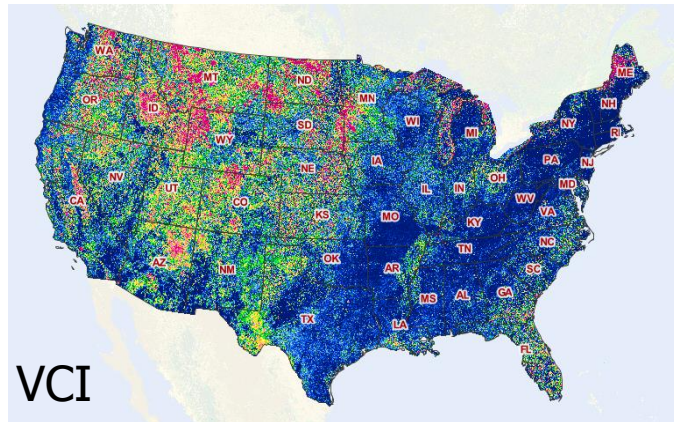 WA
MT
ND
ME
OR
ID
MN
NH
WY
SD
WI
MI
NY
RI
NV
NE
IA
PA
NJ
UT
CO
IL
IN
OH
MD
CA
KS
MO
KY
WV
VA
AZ
NM
OK
AR
TN
NC
SC
TX
MS
AL
GA
LA
FL
VCI